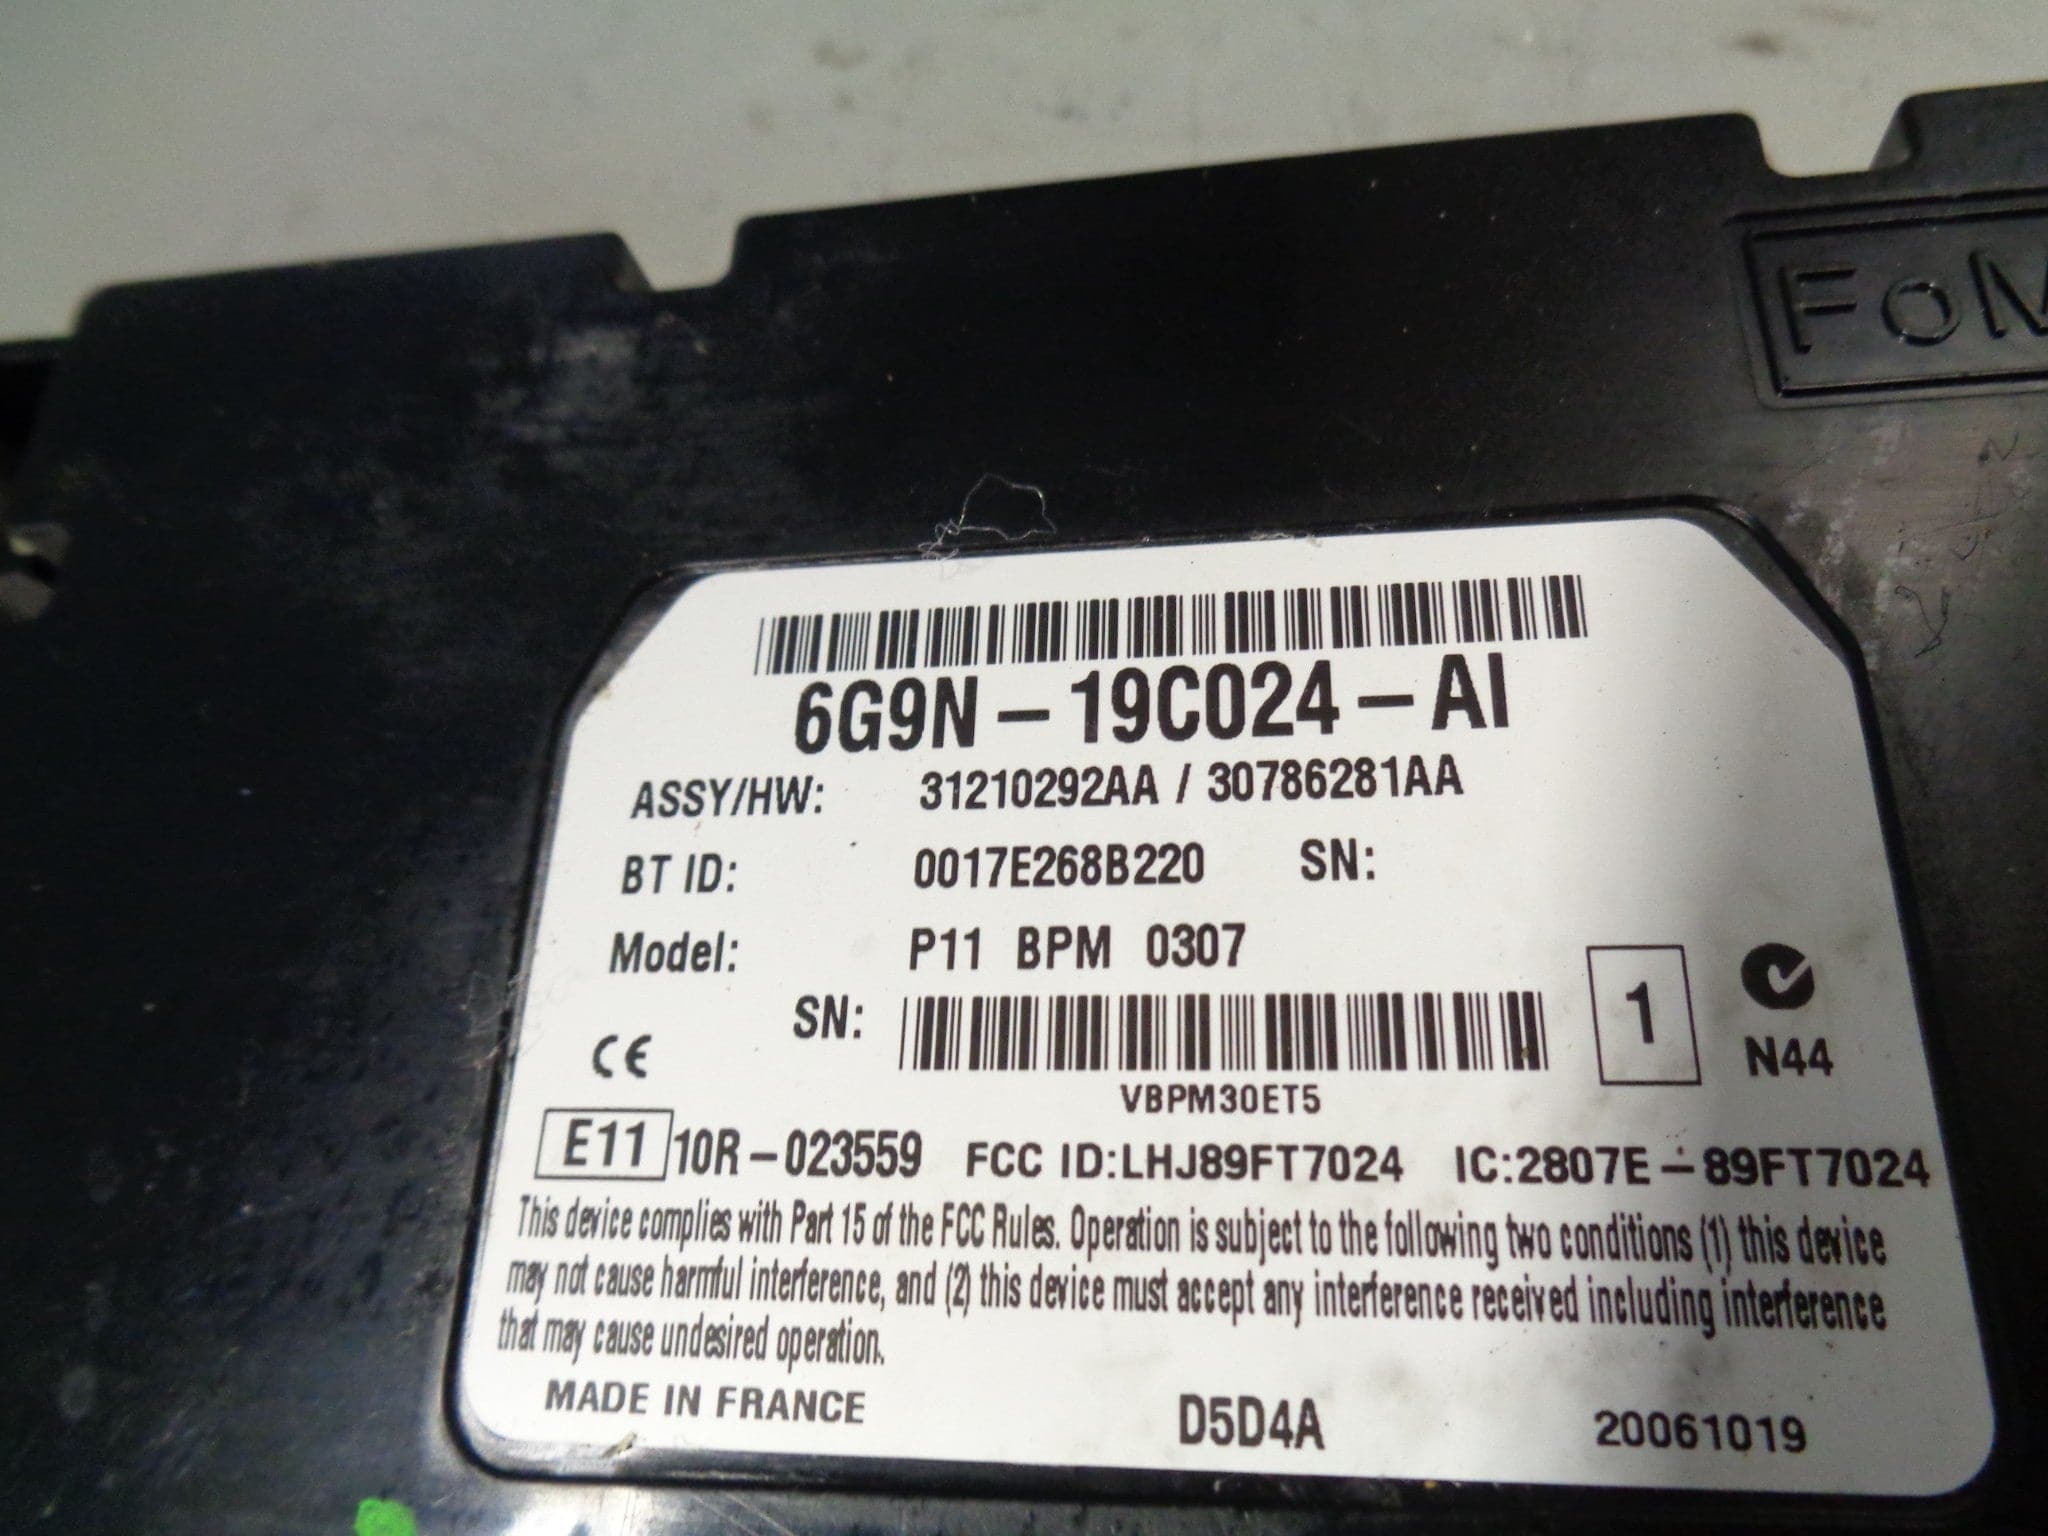 FoM
6G9N-19C024-AI
ASSY/HW: 31210292AA / 30786281AA
BT ID: 0017E268B220 SN:
Model: P11 BPM 0307
SN:
1
N44
CE
VBPM30ET5
E11 10R-023559 FCC ID:LHJ89FT7024 IC:2807E-89FT7024
This device complies with Part 15 of the FCC Rules. Operation is subject to the following two conditions (1) this device
may not cause harmful interference, and (2) this device must accept any interference received including interference
that may cause undesired operation.
MADE IN FRANCE D5D4A 20061019